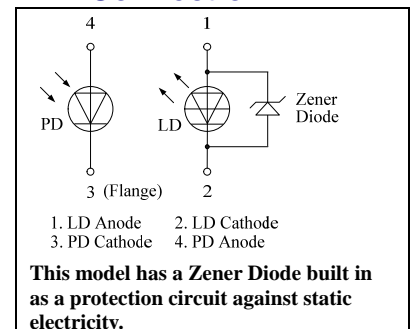 4 1
PD LD Zener
Diode
3 (Flange) 2
1. LD Anode 2. LD Cathode
3. PD Cathode 4. PD Anode
This model has a Zener Diode built in
as a protection circuit against static
electricity.